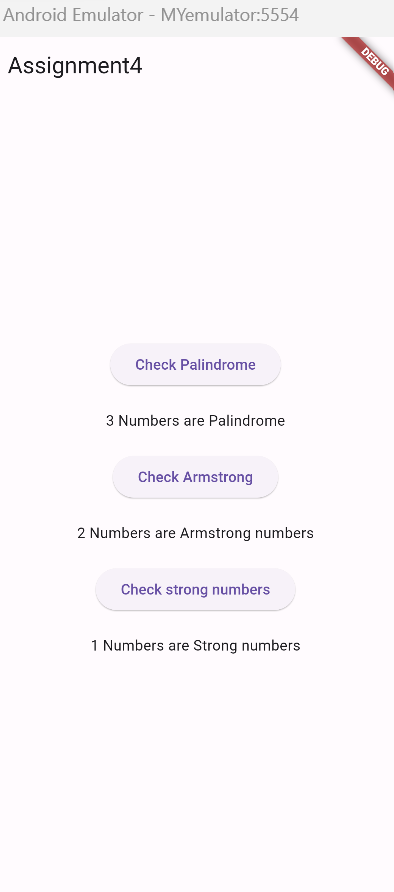 Android Emulator - MYemulator:5554
DEBUG
Assignment4
Check Palindrome
3 Numbers are Palindrome
Check Armstrong
2 Numbers are Armstrong numbers
Check strong numbers
1 Numbers are Strong numbers